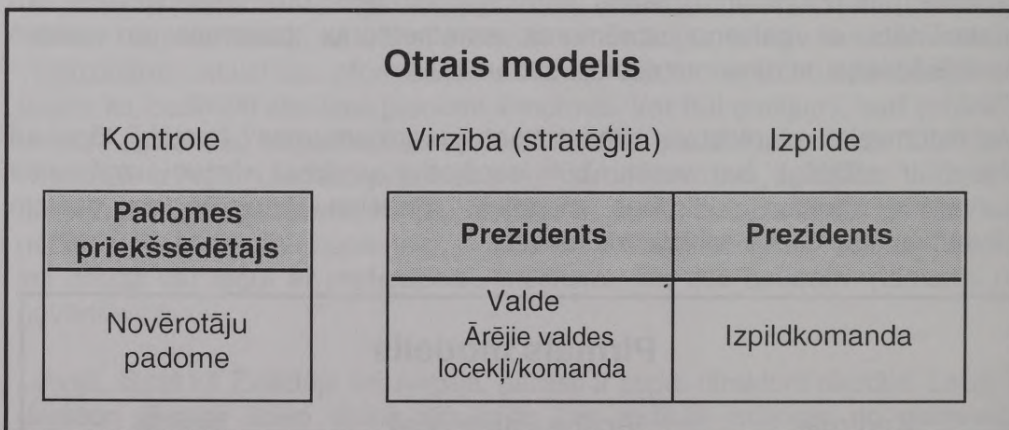 Otrais modelis
Kontrole
Virzība (stratēģija)
Izpilde
Padomes
priekšsēdētājs
Novērotāju
padome
Prezidents
Valde
Ārējie valdes
locekļi/komanda
Prezidents
Izpildkomanda